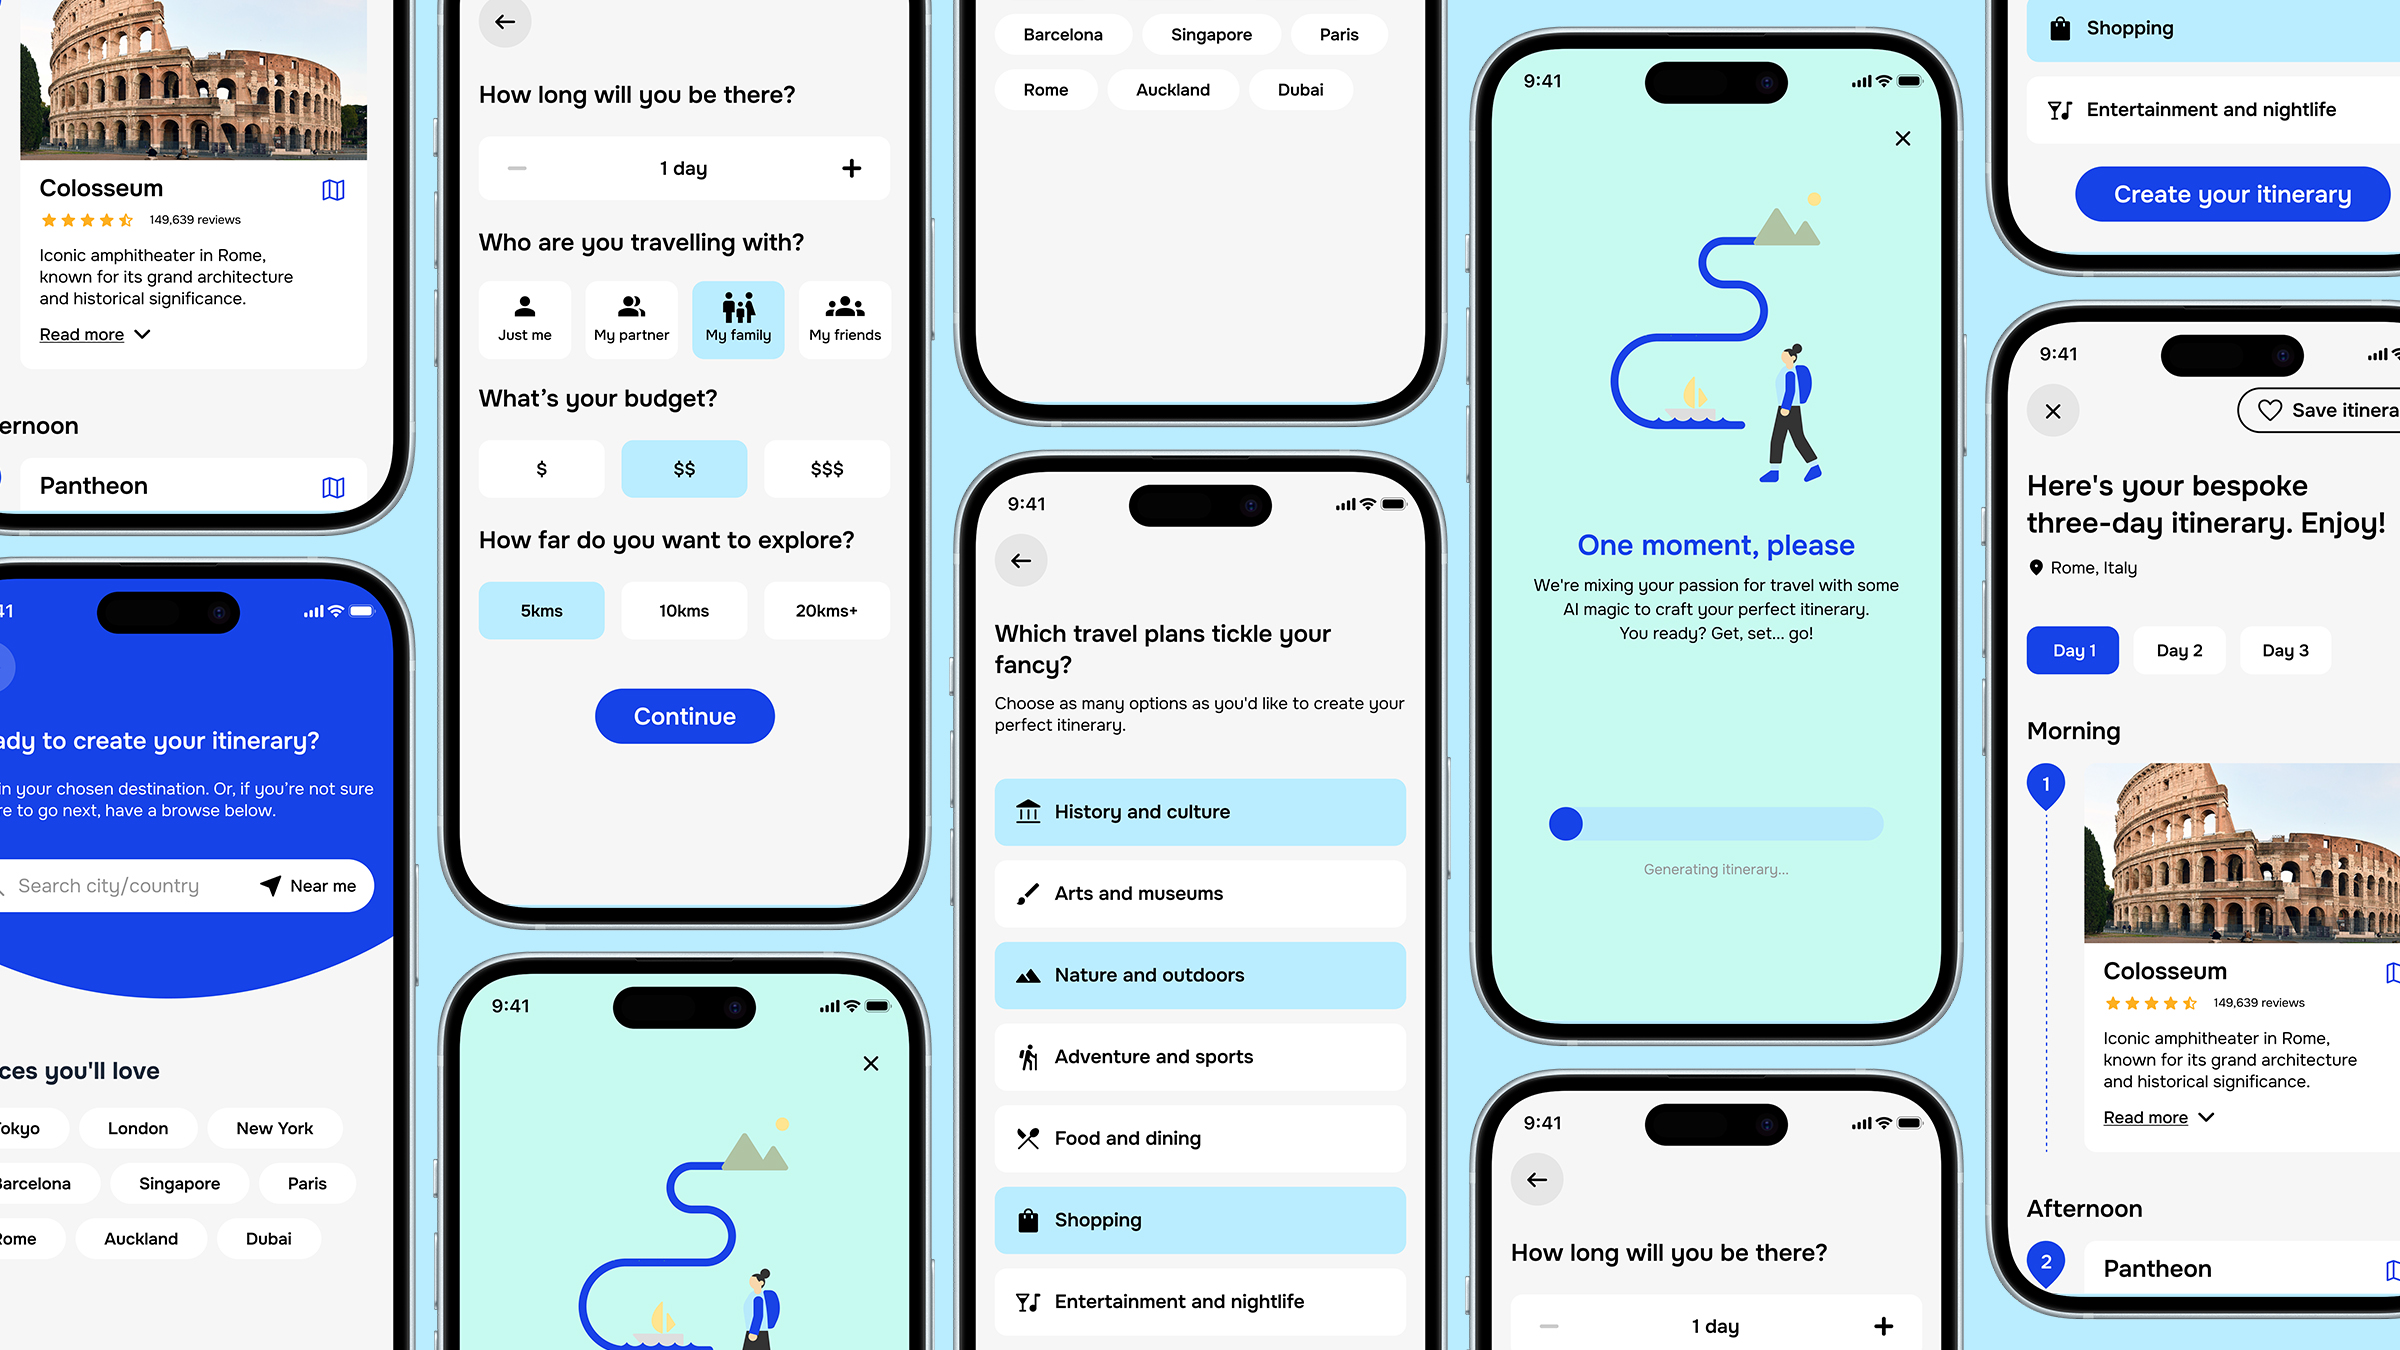 Colosseum
149,639 reviews
Iconic amphitheater in Rome,
known for its grand architecture
and historical significance.
Read more
ernoon
Pantheon
41
ady to create your itinerary?
in your chosen destination. Or, if you're not sure
re to go next, have a browse below.
Search city/country
Near me
ces you'll love
okyo
London
New York
Barcelona
Singapore
Paris
Rome
Auckland
Dubai
How long will you be there?
1 day
Who are you travelling with?
Just me
My partner
My family
My friends
What's your budget?
$
$$
$$$
How far do you want to explore?
5kms
10kms
20kms+
Continue
9:41
Barcelona
Singapore
Paris
Rome
Auckland
Dubai
9:41
Which travel plans tickle your
fancy?
Choose as many options as you'd like to create your
perfect itinerary.
History and culture
Arts and museums
Nature and outdoors
Adventure and sports
Food and dining
Shopping
Entertainment and nightlife
9:41
One moment, please
We're mixing your passion for travel with some
AI magic to craft your perfect itinerary.
You ready? Get, set... go!
Generating itinerary...
9:41
How long will you be there?
1 day
Shopping
Entertainment and nightlife
Create your itinerary
9:41
Save itinera
Here's your bespoke
three-day itinerary. Enjoy!
Rome, Italy
Day 1
Day 2
Day 3
Morning
1
Colosseum
149,639 reviews
Iconic amphitheater in Rome,
known for its grand architecture
and historical significance.
Read more
Afternoon
2
Pantheon